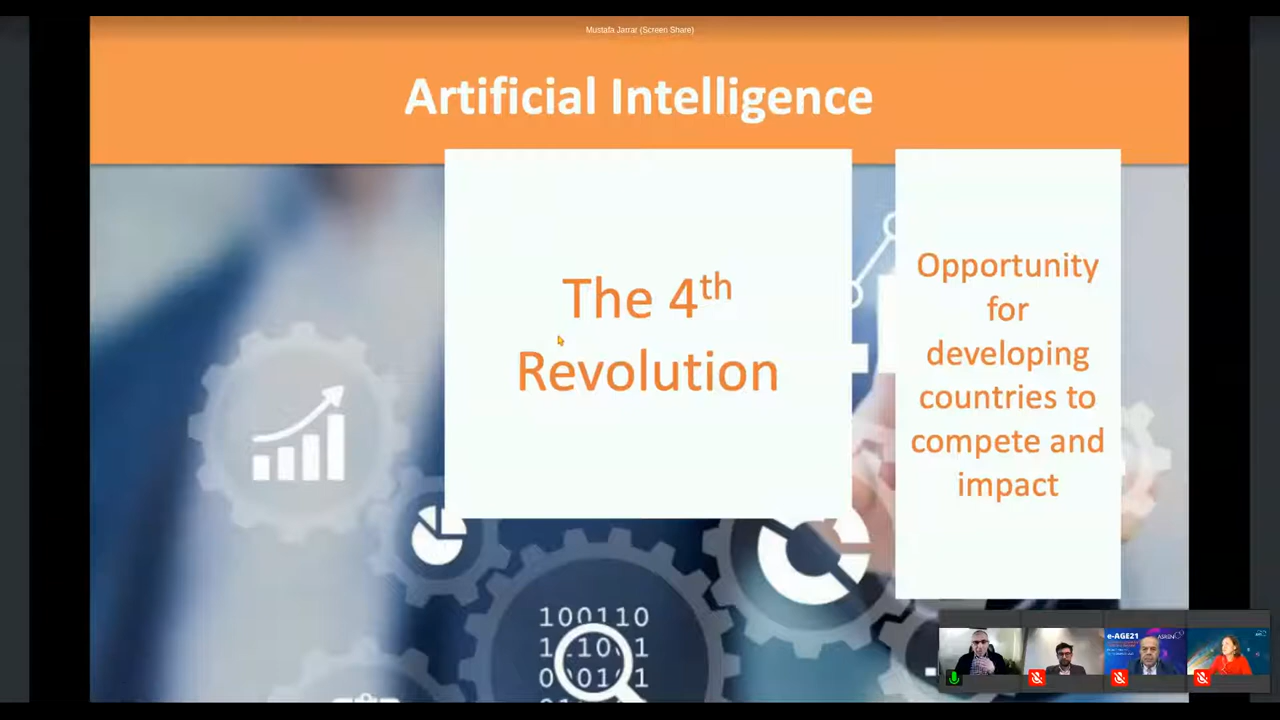 Mustafa Jarrar (Screen Share)
Artificial Intelligence
The 4th
Revolution
Opportunity
for
developing
countries to
compete and
impact
100110
e-AGE21